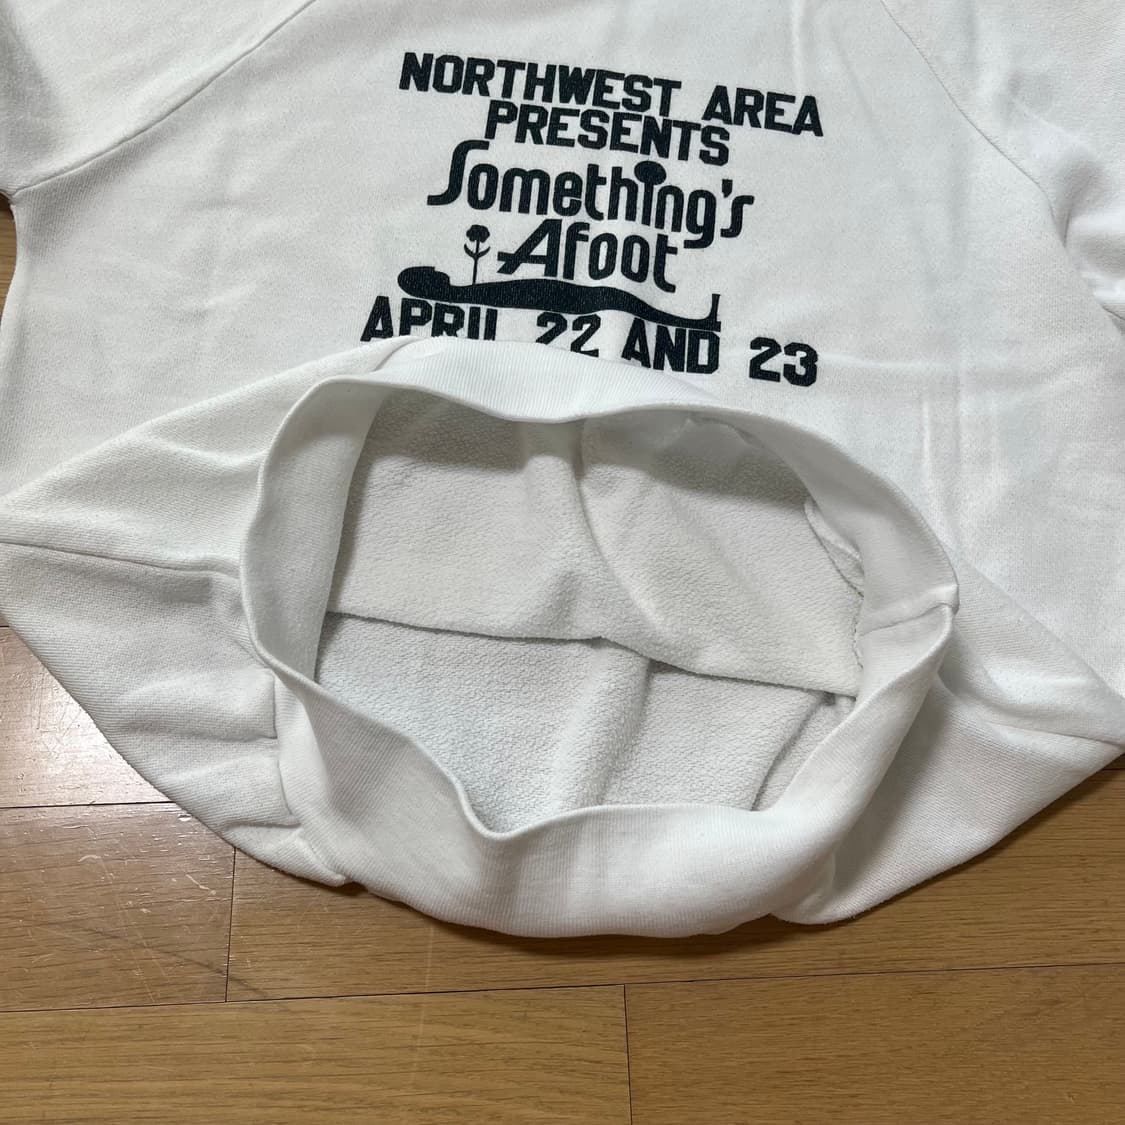 NORTHWEST AREA
PRESENTS
Something's
Afoot
APRIL 22 AND 23